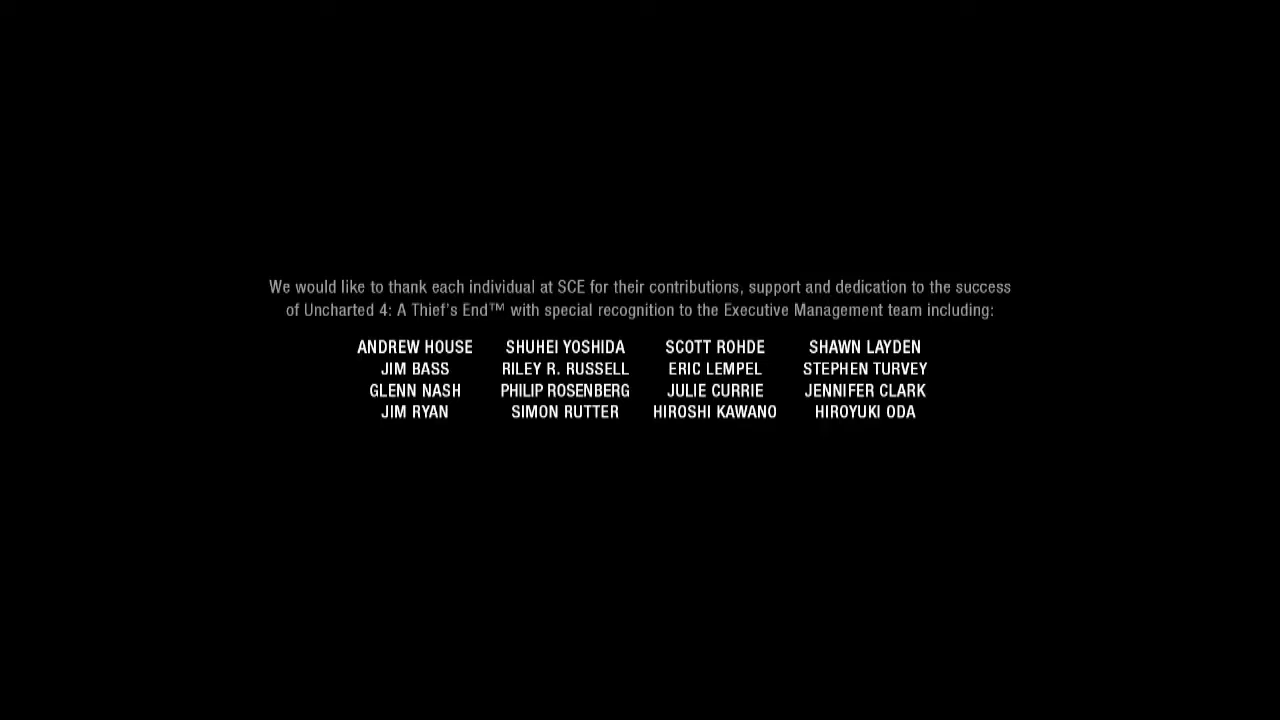 We would like to thank each individual at SCE for their contributions, support and dedication to the success
of Uncharted 4: A Thief's End™ with special recognition to the Executive Management team including:
ANDREW HOUSE SHUHEI YOSHIDA SCOTT ROHDE SHAWN LAYDEN
JIM BASS RILEY R. RUSSELL ERIC LEMPEL STEPHEN TURVEY
GLENN NASH PHILIP ROSENBERG JULIE CURRIE JENNIFER CLARK
JIM RYAN SIMON RUTTER HIROSHI KAWANO HIROYUKI ODA